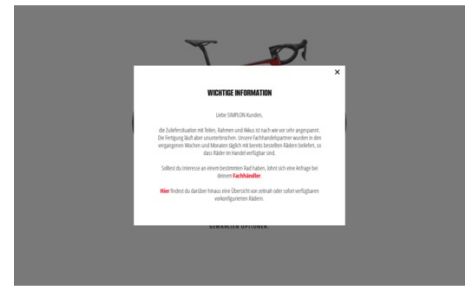 ×
WICHTIGE INFORMATION
Liebe SIMPLON Kunden,
die Zuliefersituation mit Teilen, Rahmen und Akkus ist nach wie vor sehr angespannt.
Die Fertigung läuft aber ununterbrochen. Unsere Fachhandelspartner wurden in den
vergangenen Wochen und Monaten täglich mit bereits bestellten Rädern beliefert, so
dass Räder im Handel verfügbar sind.
Solltest du Interesse an einem bestimmten Rad haben, lohnt sich eine Anfrage bei
deinem Fachhändler.
Hier findest du darüber hinaus eine Übersicht von zeitnah oder sofort verfügbaren
vorkonfigurierten Rädern.
GEWÄHLTEN OPTIONEN.